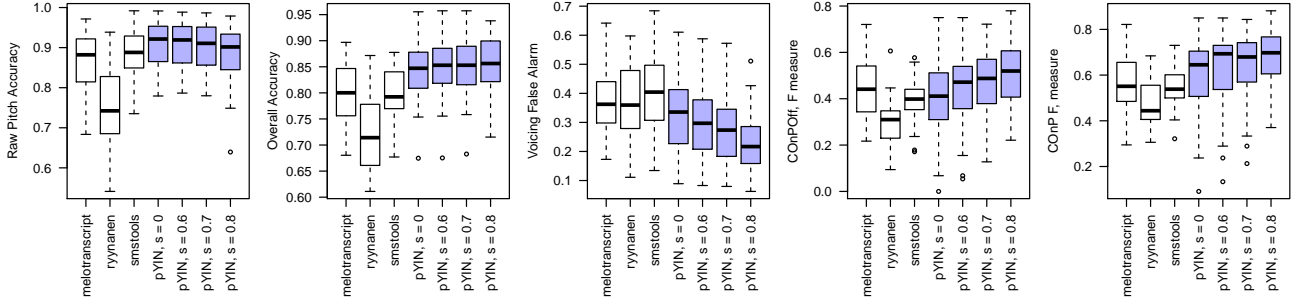 Raw Pitch Accuracy
1.0
0.9
0.8
0.7
0.6
melotranscript
ryynanen
smstools
pYIN, s = 0
pYIN, s = 0.6
pYIN, s = 0.7
pYIN, s = 0.8
Overall Accuracy
0.95
0.90
0.85
0.80
0.75
0.70
0.65
0.60
melotranscript
ryynanen
smstools
pYIN, s = 0
pYIN, s = 0.6
pYIN, s = 0.7
pYIN, s = 0.8
Voicing False Alarm
0.7
0.6
0.5
0.4
0.3
0.2
0.1
melotranscript
ryynanen
smstools
pYIN, s = 0
pYIN, s = 0.6
pYIN, s = 0.7
pYIN, s = 0.8
COnPOff, F measure
0.8
0.6
0.4
0.2
0.0
melotranscript
ryynanen
smstools
pYIN, s = 0
pYIN, s = 0.6
pYIN, s = 0.7
pYIN, s = 0.8
COnP F, measure
0.8
0.6
0.4
0.2
melotranscript
ryynanen
smstools
pYIN, s = 0
pYIN, s = 0.6
pYIN, s = 0.7
pYIN, s = 0.8